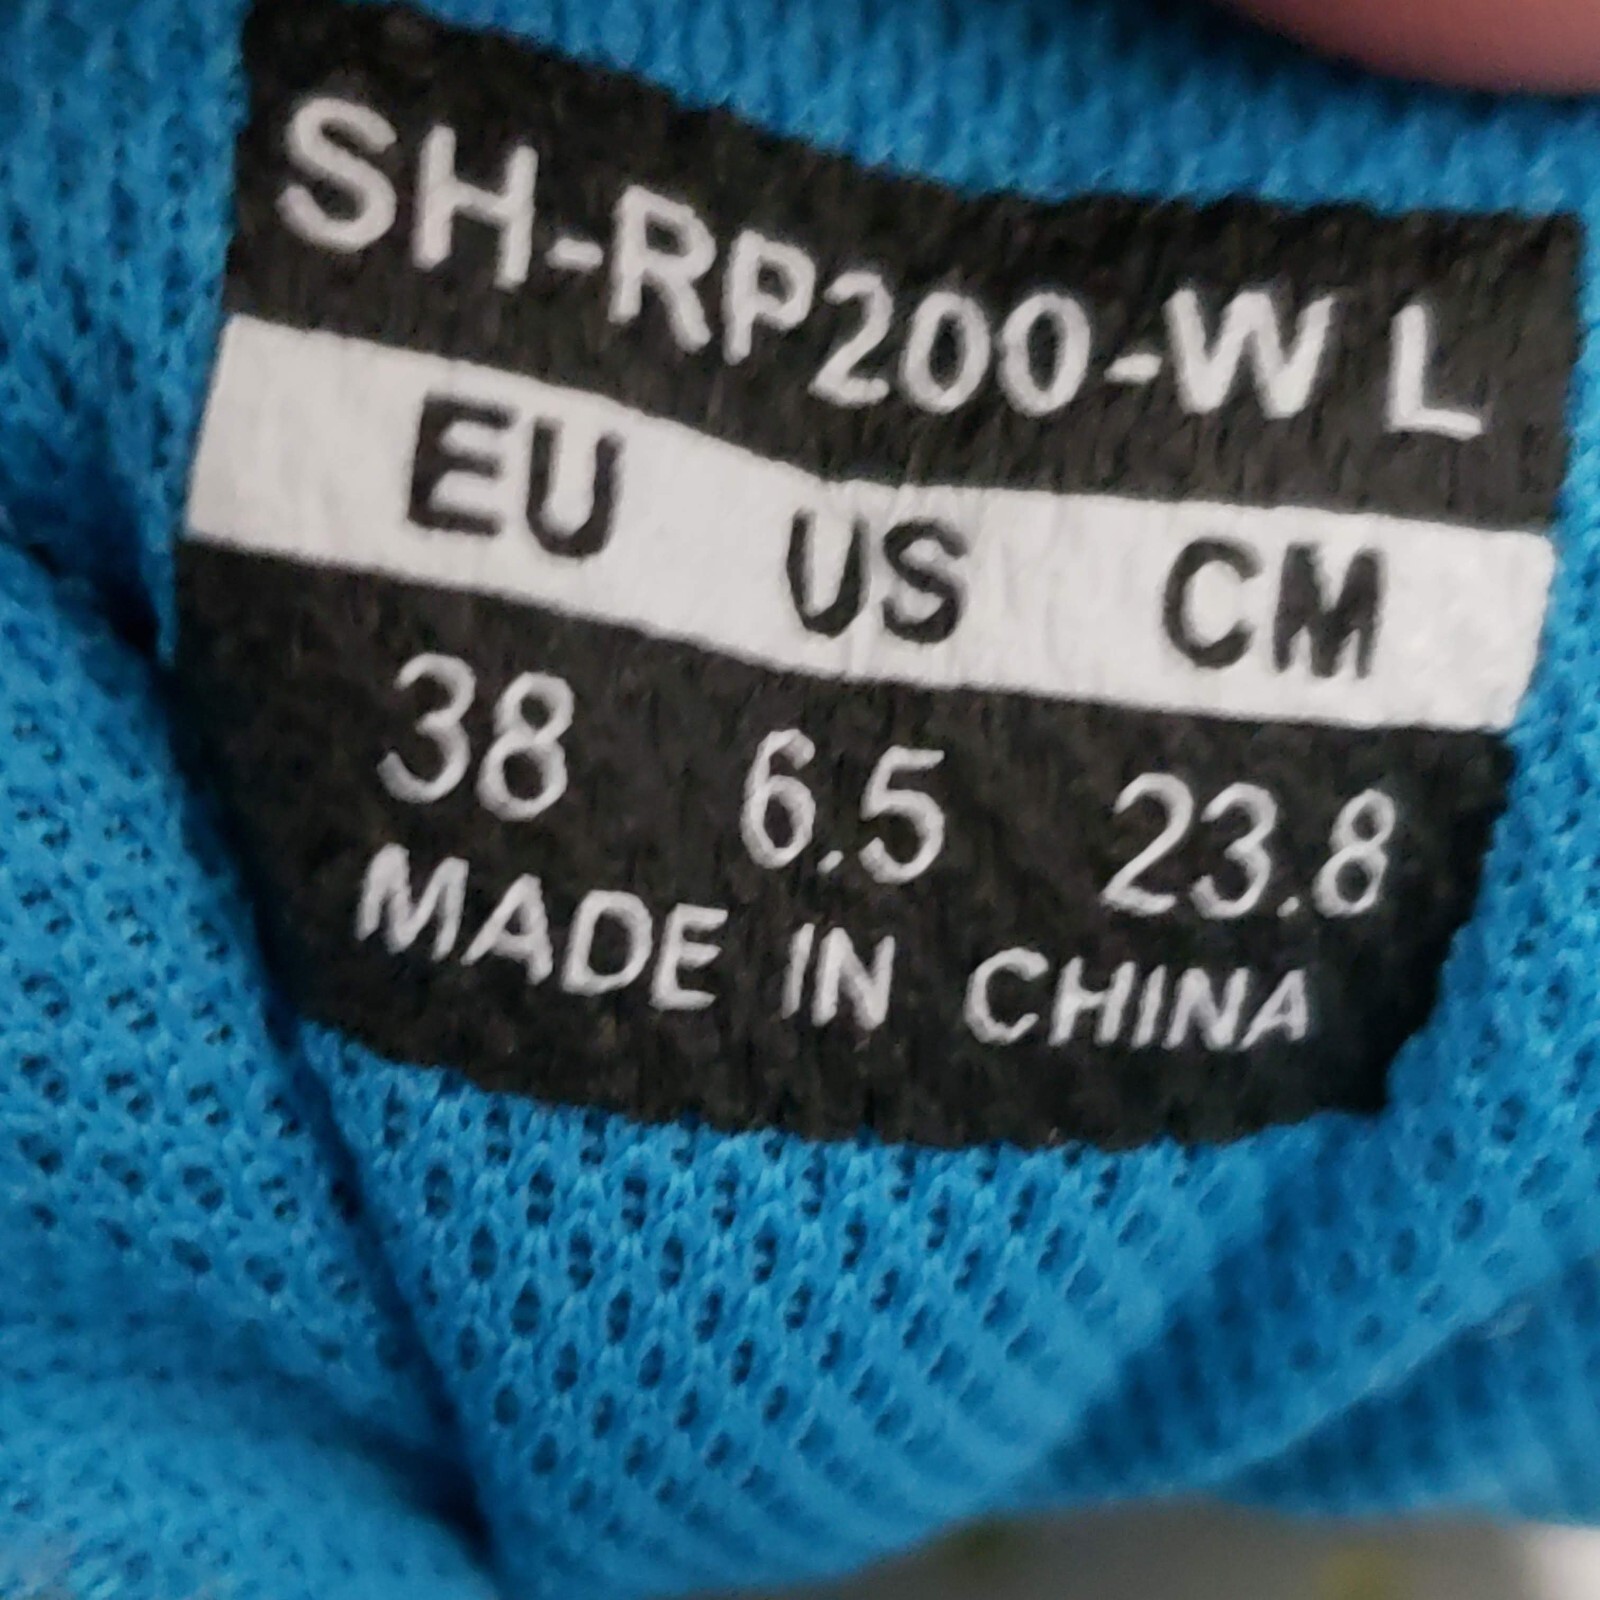 SH-RP200-W L
EU US CM
38 6.5 23.8
MADE IN CHINA